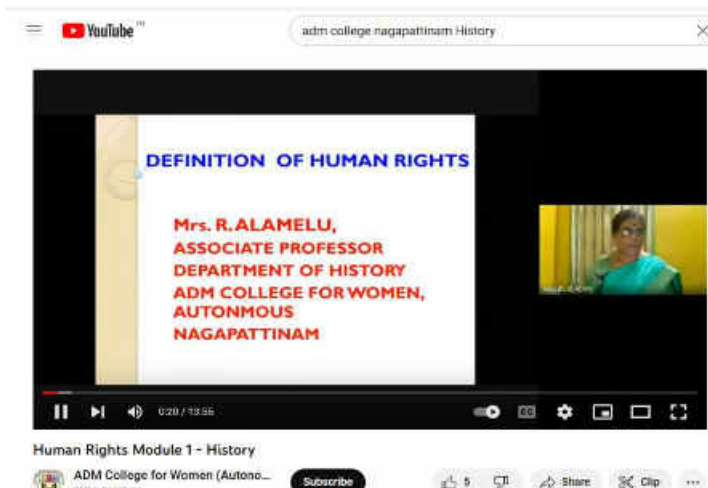 YouTube
adm college nagapattinam History
DEFINITION OF HUMAN RIGHTS
Mrs. R. ALAMELU,
ASSOCIATE PROFESSOR
DEPARTMENT OF HISTORY
ADM COLLEGE FOR WOMEN,
AUTONMOUS
NAGAPATTINAM
0:20 / 13:56
Human Rights Module 1 - History
ADM College for Women (Autono...
Subscribe
5
Share
Clip